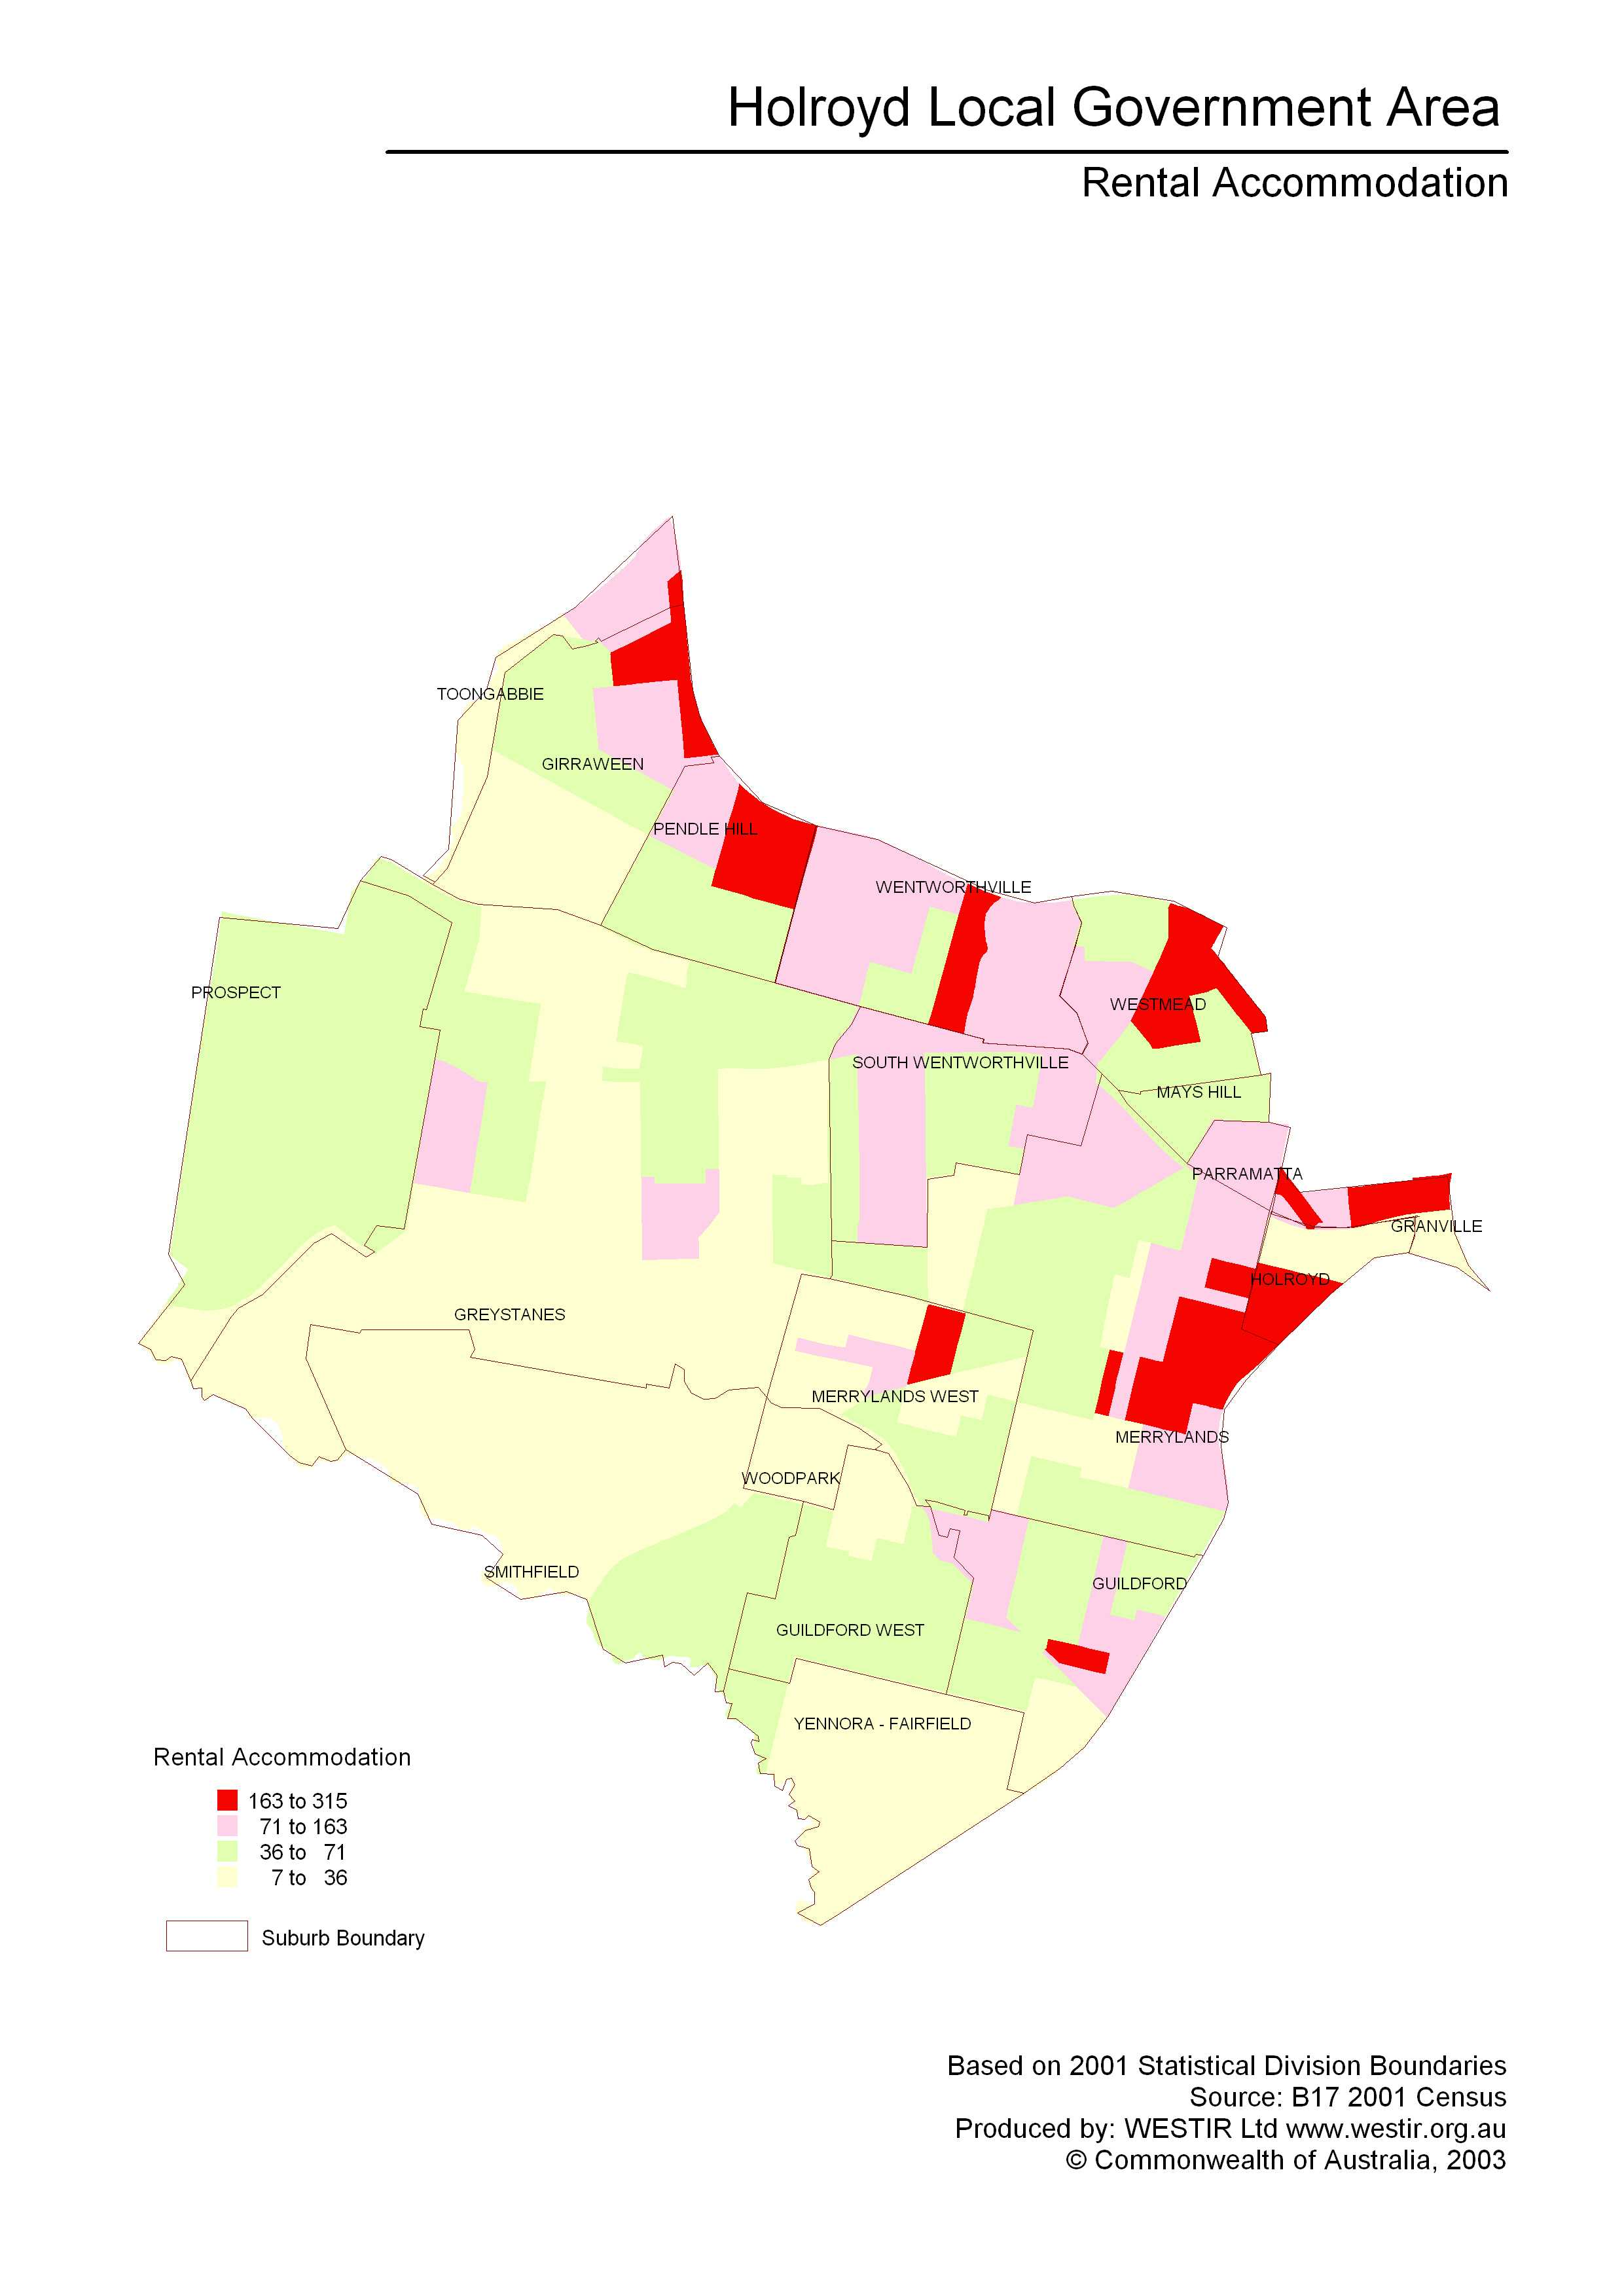 Holroyd Local Government Area
Rental Accommodation
TOONGABBIE
GIRRAWEEN
PENDLE HILL
WENTWORTHVILLE
PROSPECT
WESTMEAD
SOUTH WENTWORTHVILLE
MAYS HILL
PARRAMATTA
GRANVILLE
HOLROYD
GREYSTANES
MERRYLANDS WEST
MERRYLANDS
WOODPARK
SMITHFIELD
GUILDFORD
GUILDFORD WEST
YENNORA - FAIRFIELD
Rental Accommodation
163 to 315
71 to 163
36 to 71
7 to 36
Suburb Boundary
Based on 2001 Statistical Division Boundaries
Source: B17 2001 Census
Produced by: WESTIR Ltd www.westir.org.au
© Commonwealth of Australia, 2003